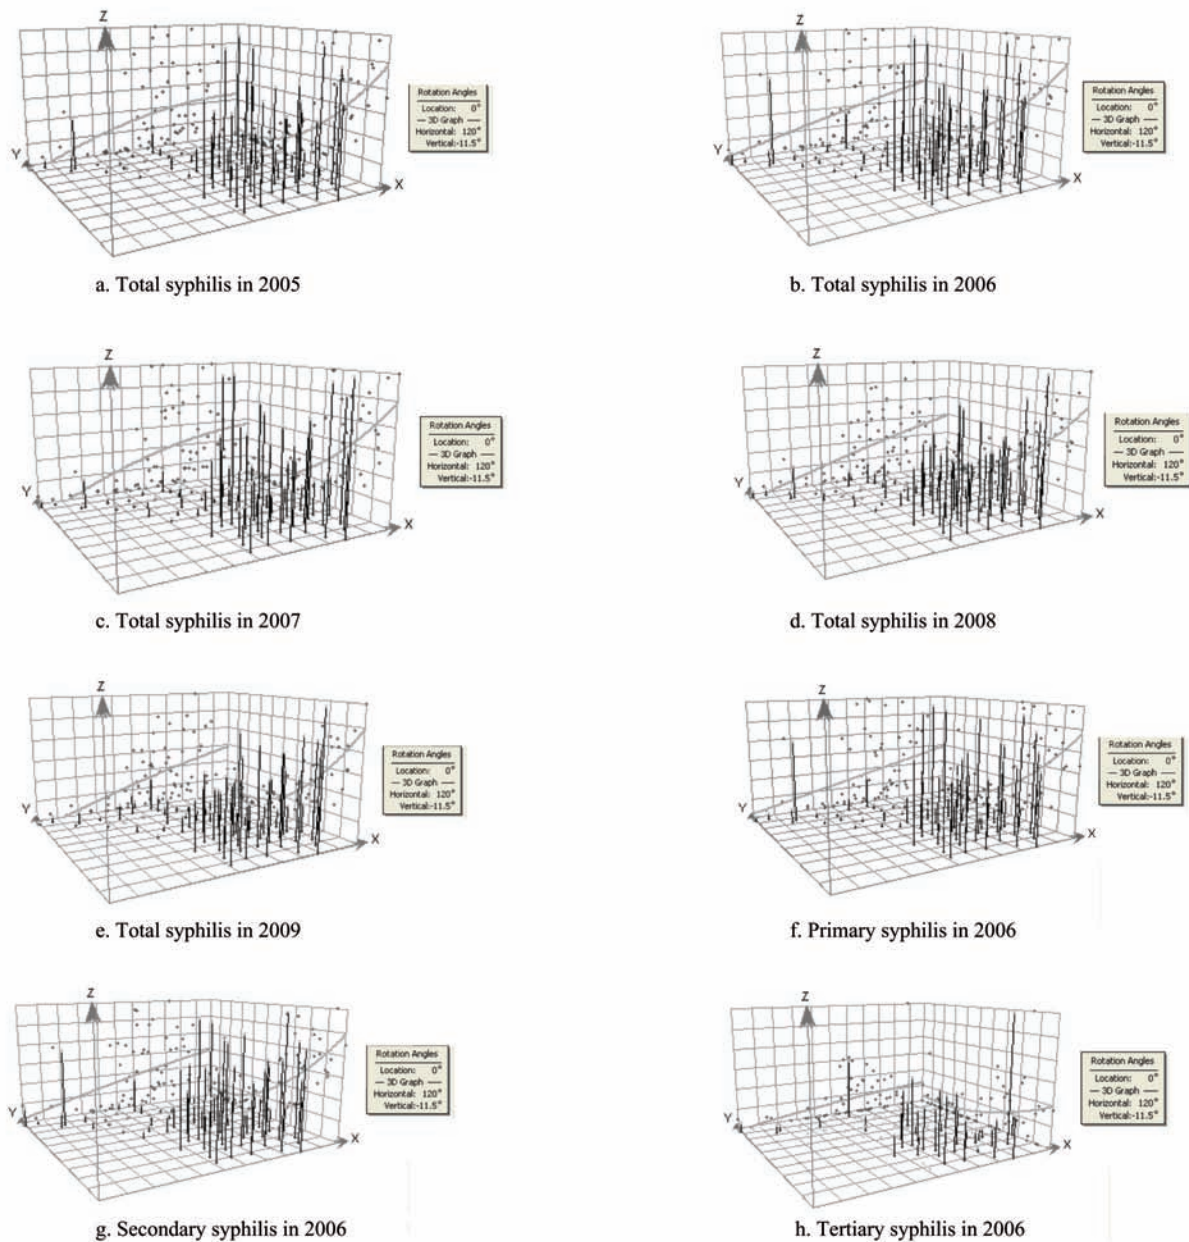 Z
Y
X
Rotation Angles
Location: 0°
— 3D Graph —
Horizontal: 120°
Vertical:-11.5°
a. Total syphilis in 2005
Z
Y
X
Rotation Angles
Location: 0°
— 3D Graph —
Horizontal: 120°
Vertical:-11.5°
b. Total syphilis in 2006
Z
Y
X
Rotation Angles
Location: 0°
— 3D Graph —
Horizontal: 120°
Vertical:-11.5°
c. Total syphilis in 2007
Z
Y
X
Rotation Angles
Location: 0°
— 3D Graph —
Horizontal: 120°
Vertical:-11.5°
d. Total syphilis in 2008
Z
Y
X
Rotation Angles
Location: 0°
— 3D Graph —
Horizontal: 120°
Vertical:-11.5°
e. Total syphilis in 2009
Z
Y
X
Rotation Angles
Location: 0°
— 3D Graph —
Horizontal: 120°
Vertical:-11.5°
f. Primary syphilis in 2006
Z
Y
X
Rotation Angles
Location: 0°
— 3D Graph —
Horizontal: 120°
Vertical:-11.5°
g. Secondary syphilis in 2006
Z
Y
X
Rotation Angles
Location: 0°
— 3D Graph —
Horizontal: 120°
Vertical:-11.5°
h. Tertiary syphilis in 2006